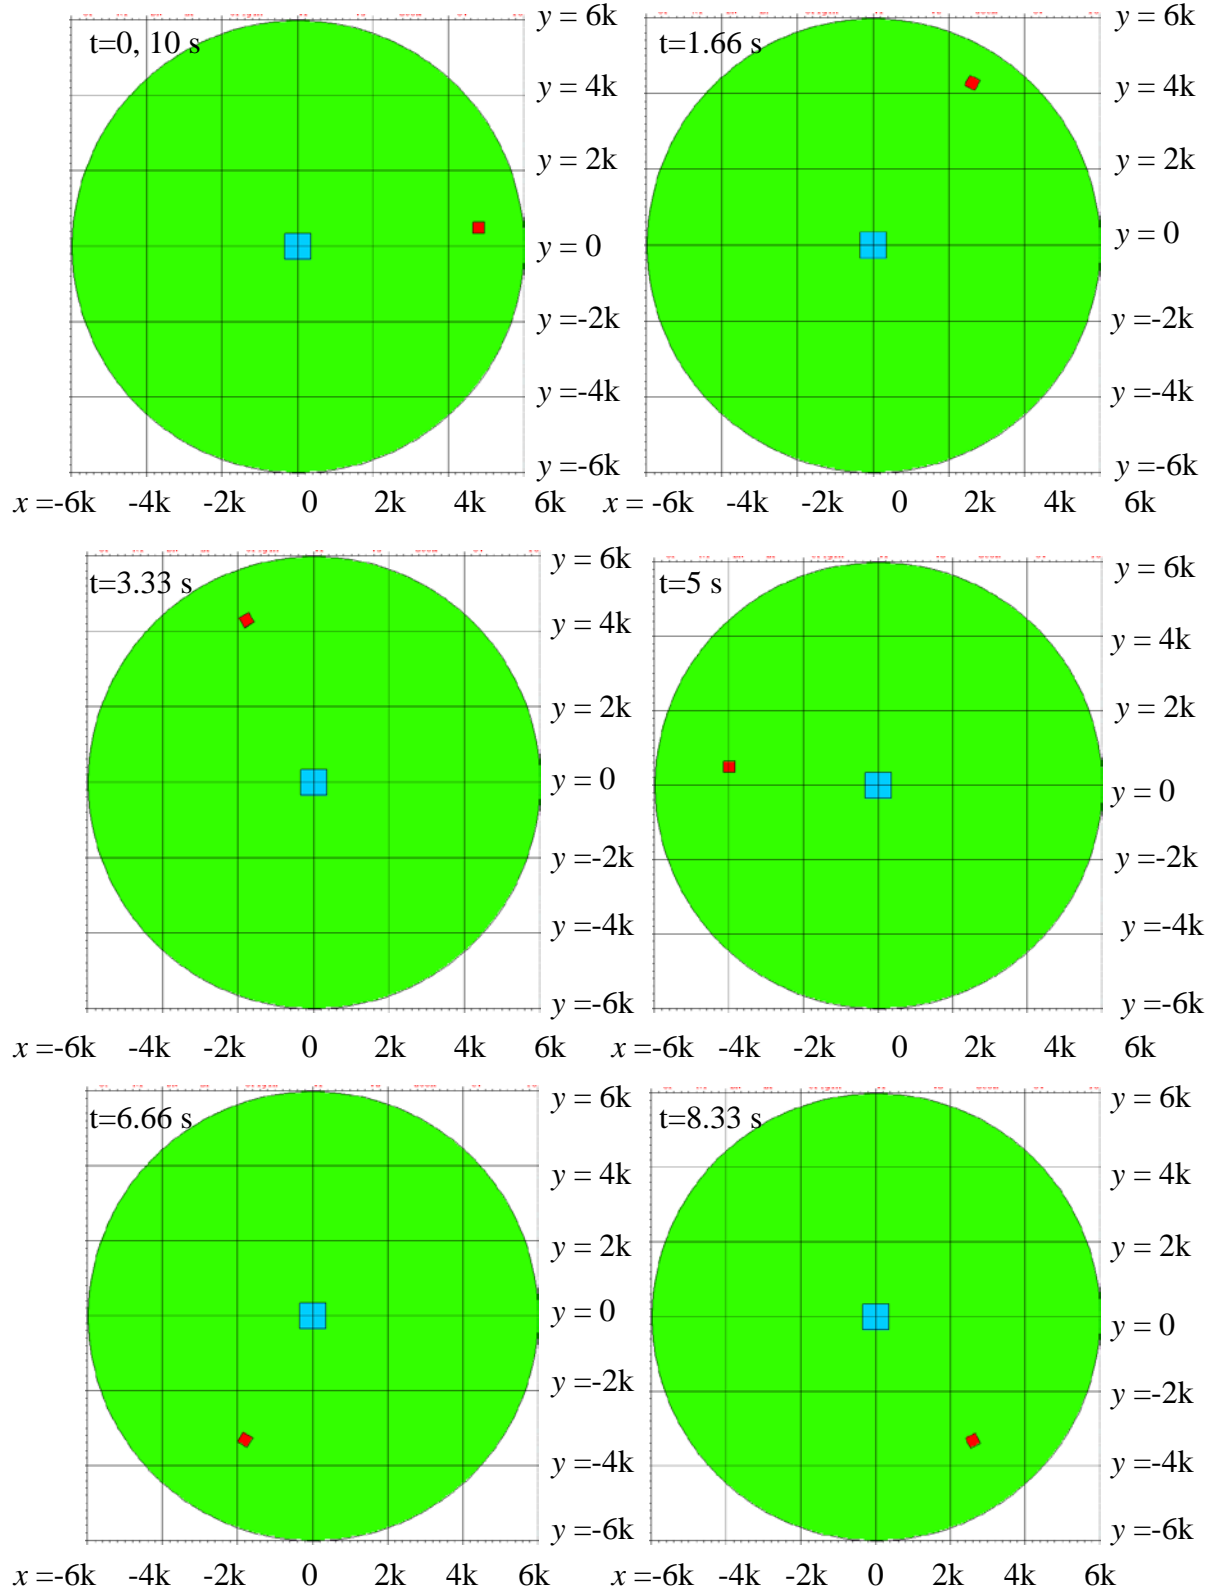 t=0, 10 s
y = 6k
y = 4k
y = 2k
y = 0
y =-2k
y =-4k
y =-6k
x =-6k -4k -2k 0 2k 4k 6k
t=1.66 s
y = 6k
y = 4k
y = 2k
y = 0
y =-2k
y =-4k
y =-6k
x = -6k -4k -2k 0 2k 4k 6k
t=3.33 s
y = 6k
y = 4k
y = 2k
y = 0
y =-2k
y =-4k
y =-6k
x =-6k -4k -2k 0 2k 4k 6k
t=5 s
y = 6k
y = 4k
y = 2k
y = 0
y =-2k
y =-4k
y =-6k
x =-6k -4k -2k 0 2k 4k 6k
t=6.66 s
y = 6k
y = 4k
y = 2k
y = 0
y =-2k
y =-4k
y =-6k
x =-6k -4k -2k 0 2k 4k 6k
t=8.33 s
y = 6k
y = 4k
y = 2k
y = 0
y =-2k
y =-4k
y =-6k
x =-6k -4k -2k 0 2k 4k 6k